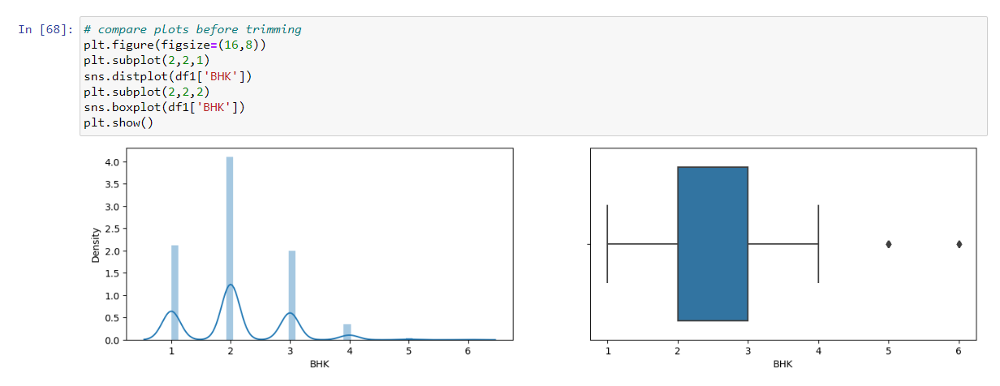 In [68]: # compare plots before trimming
plt.figure(figsize=(16,8))
plt.subplot(2,2,1)
sns.distplot(df1['BHK'])
plt.subplot(2,2,2)
sns.boxplot(df1['BHK'])
plt.show()
4.0
3.5
3.0
2.5
2.0
1.5
1.0
0.5
0.0
Density
1 2 3 4 5 6
BHK
1 2 3 4 5 6
BHK